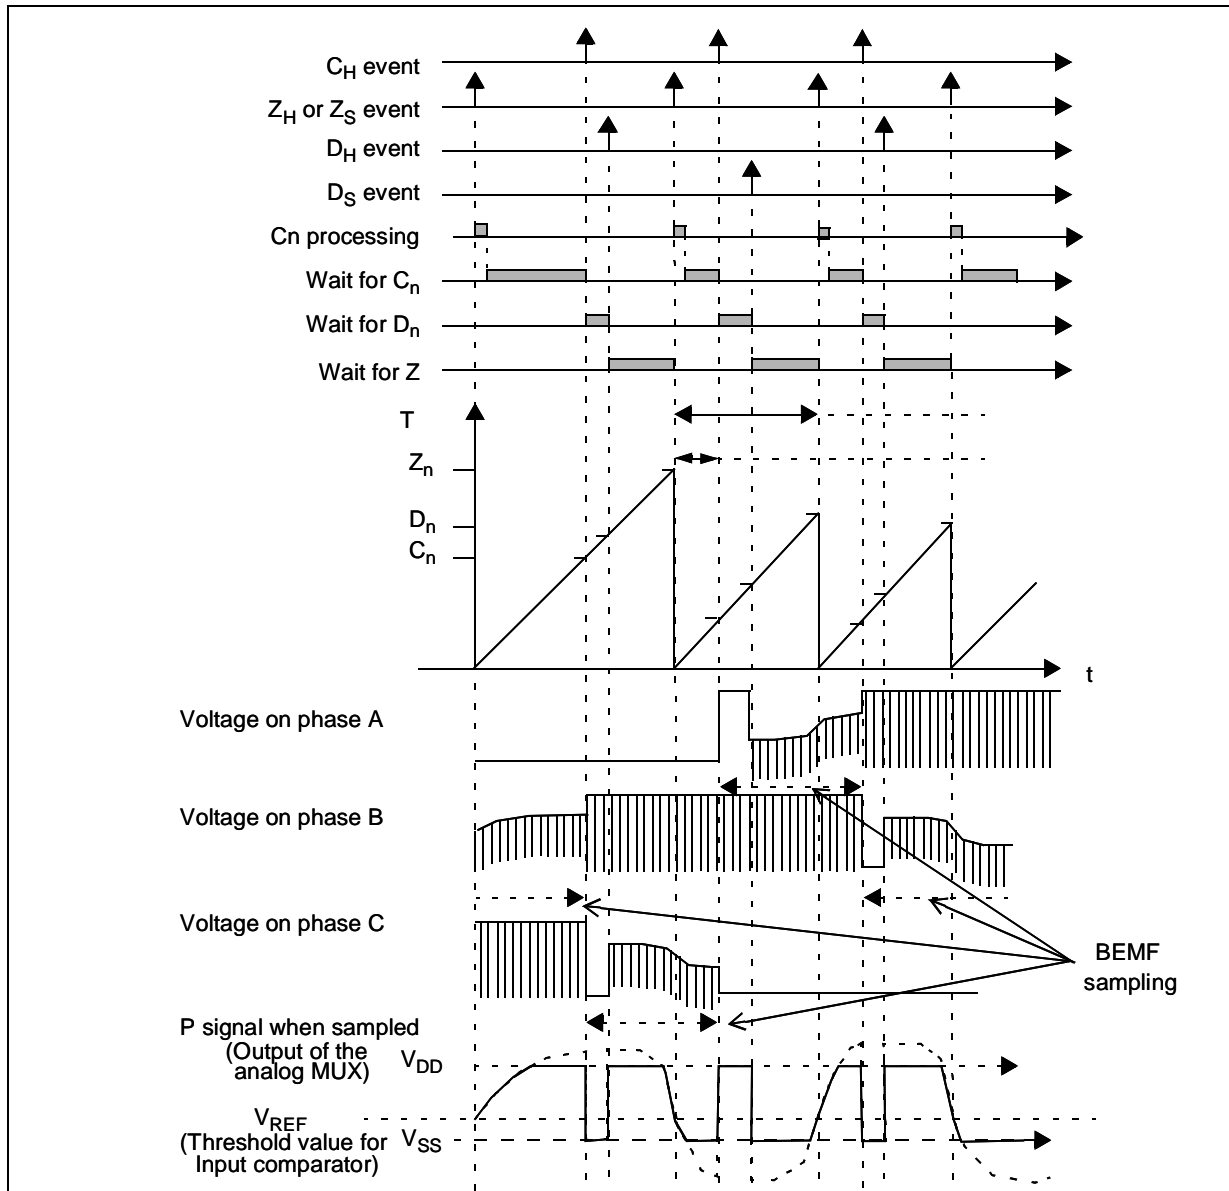 C_H event
Z_H or Z_S event
D_H event
D_S event
Cn processing
Wait for C_n
Wait for D_n
Wait for Z
T
Z_n
D_n
C_n
t
Voltage on phase A
Voltage on phase B
Voltage on phase C
BEMF
sampling
P signal when sampled
(Output of the
analog MUX)
V_DD
V_REF
(Threshold value for
Input comparator)
V_SS